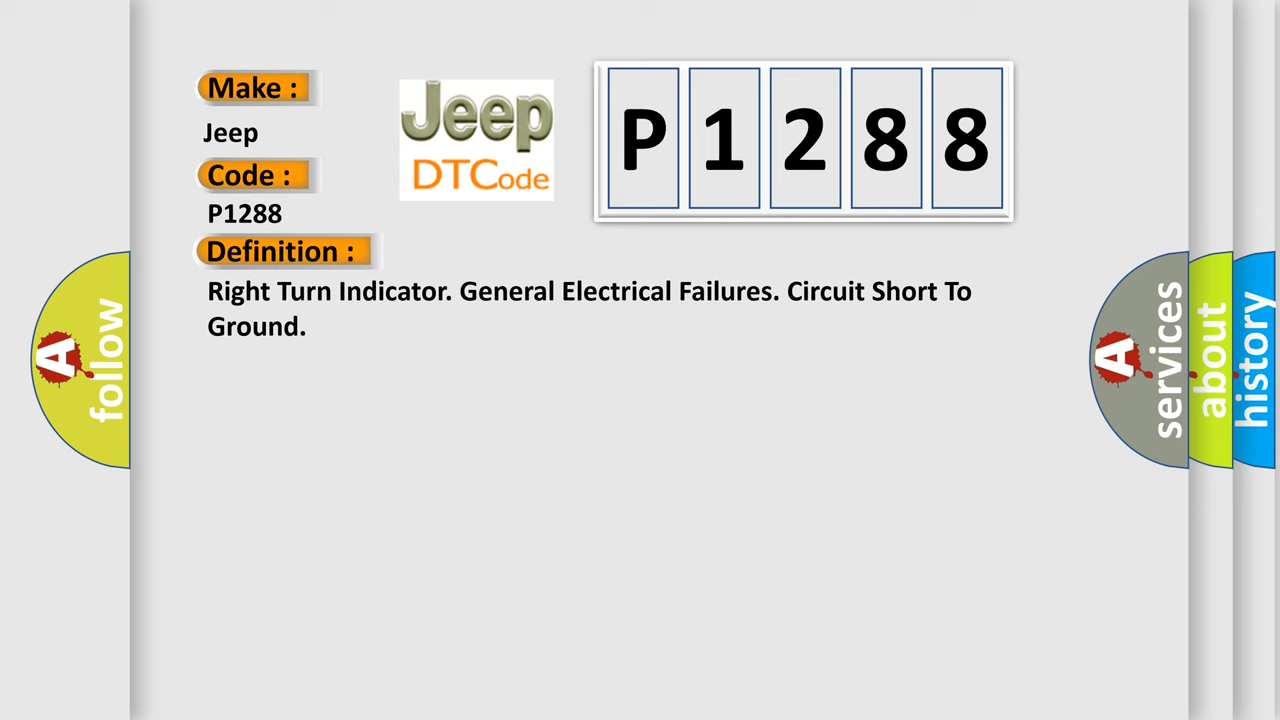 Make :
Jeep
Code :
P1288
Definition :
Right Turn Indicator. General Electrical Failures. Circuit Short To
Ground.
Jeep
DTCode
P 1 2 8 8
A follow
A services
about
history